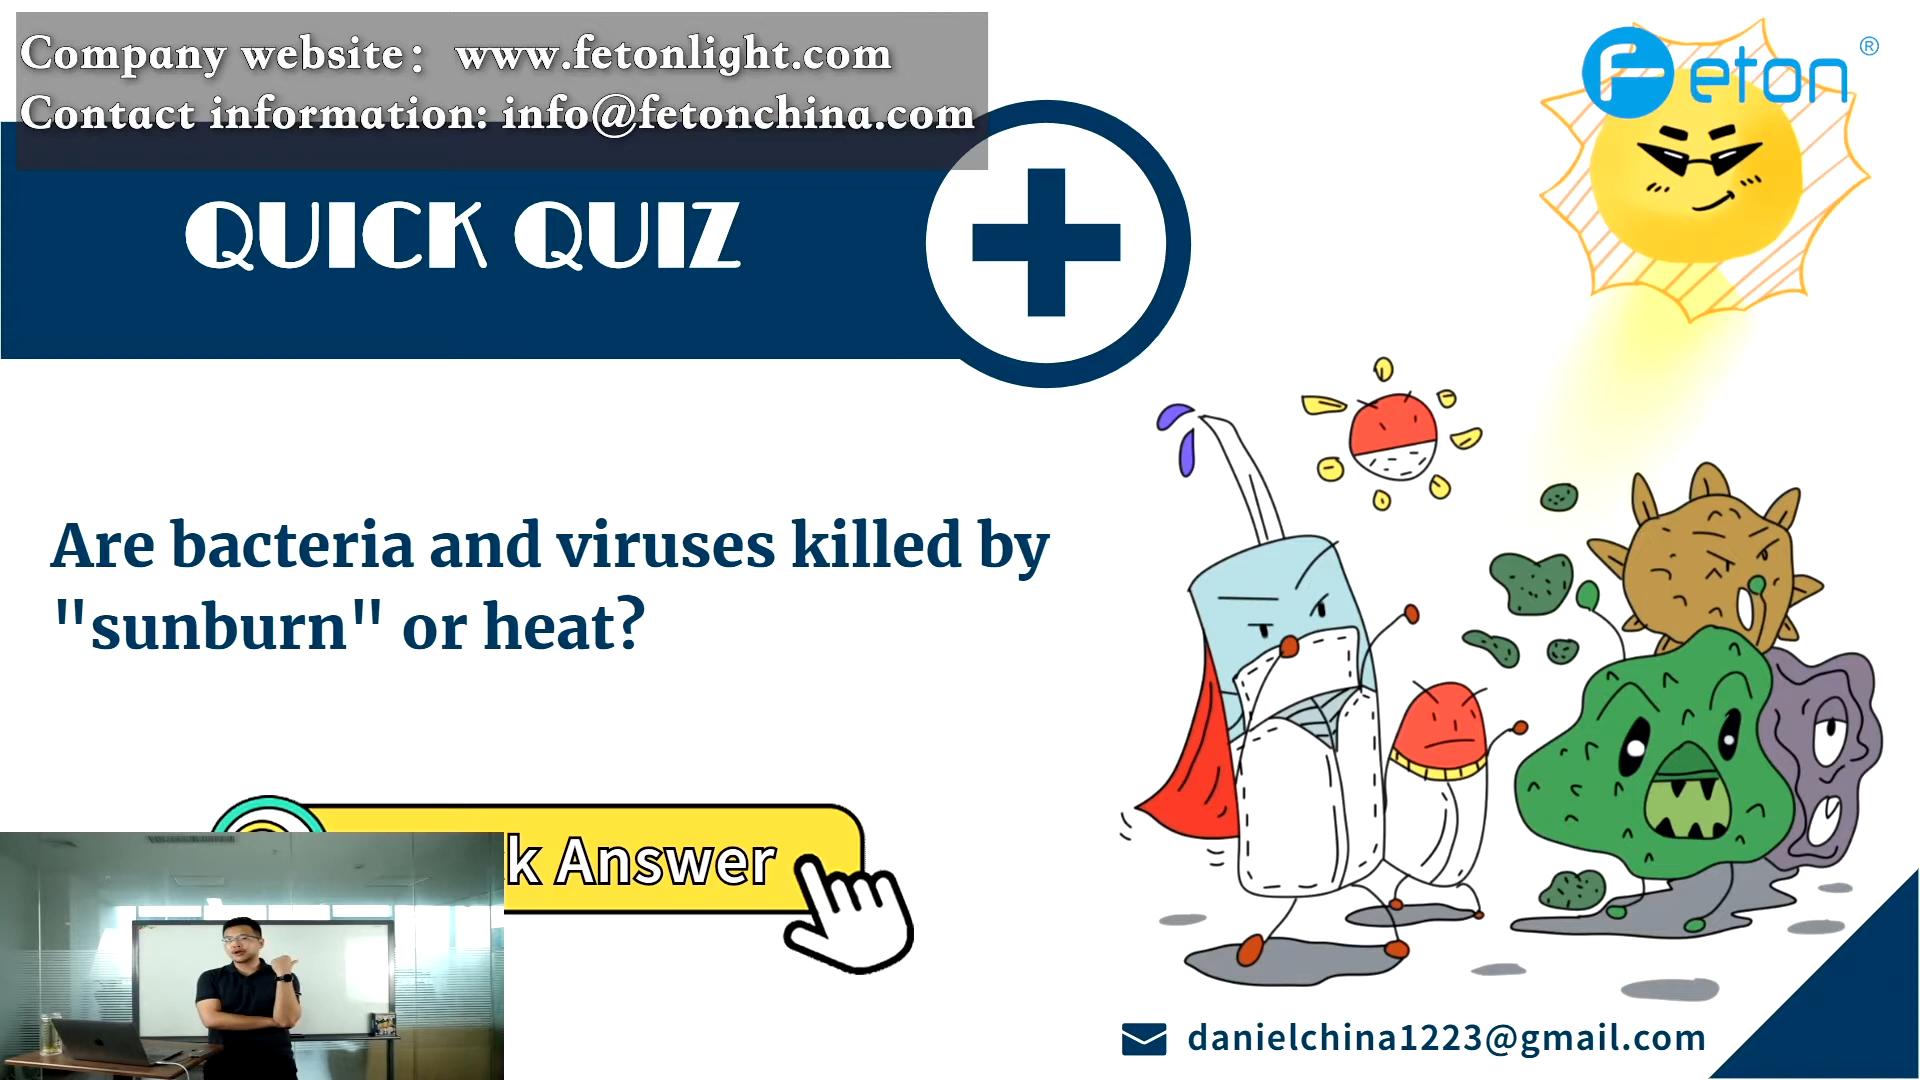 Company website： www.fetonlight.com
Contact information: info@fetonchina.com
Feton ®
QUICK QUIZ
Are bacteria and viruses killed by
"sunburn" or heat?
k Answer
danielchina1223@gmail.com